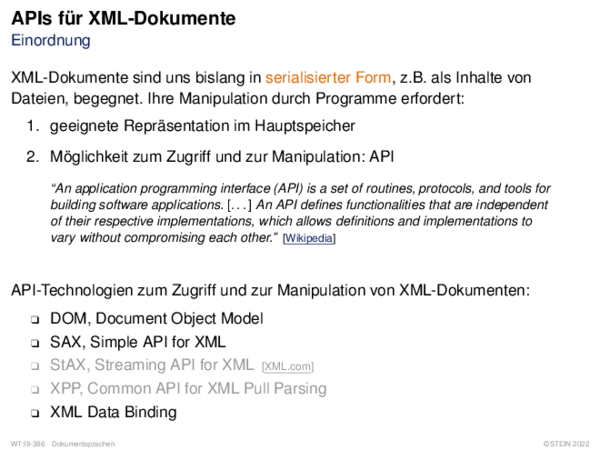 APIs für XML-Dokumente
Einordnung
XML-Dokumente sind uns bislang in serialisierter Form, z.B. als Inhalte von
Dateien, begegnet. Ihre Manipulation durch Programme erfordert:
1. geeignete Repräsentation im Hauptspeicher
2. Möglichkeit zum Zugriff und zur Manipulation: API
“An application programming interface (API) is a set of routines, protocols, and tools for
building software applications. [...] An API defines functionalities that are independent
of their respective implementations, which allows definitions and implementations to
vary without compromising each other.” [Wikipedia]
API-Technologien zum Zugriff und zur Manipulation von XML-Dokumenten:
❑ DOM, Document Object Model
❑ SAX, Simple API for XML
❑ StAX, Streaming API for XML [XML.com]
❑ XPP, Common API for XML Pull Parsing
❑ XML Data Binding
WT:III-386 Dokumentsprachen ©STEIN 2022